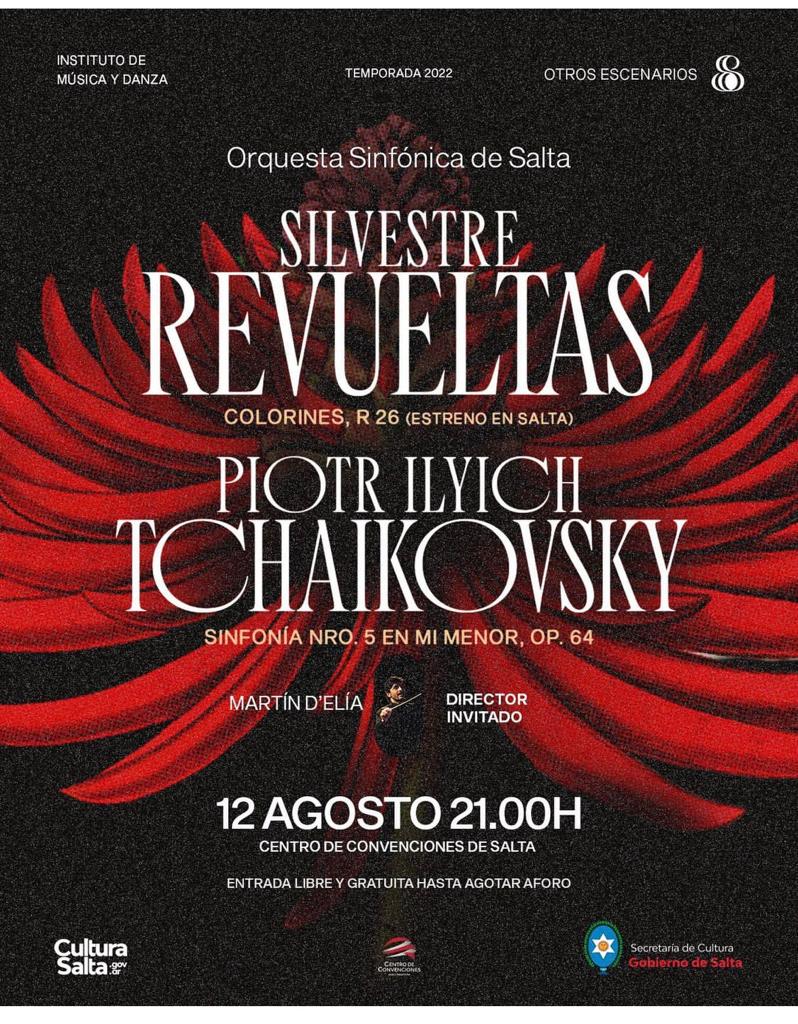 INSTITUTO DE
MÚSICA Y DANZA
TEMPORADA 2022
OTROS ESCENARIOS 8
Orquesta Sinfónica de Salta
SILVESTRE
REVUELTAS
COLORINES, R 26 (ESTRENO EN SALTA)
PIOTR ILYICH
TCHAIKOVSKY
SINFONÍA NRO. 5 EN MI MENOR, OP. 64
MARTÍN D'ELÍA
DIRECTOR
INVITADO
12 AGOSTO 21.00H
CENTRO DE CONVENCIONES DE SALTA
ENTRADA LIBRE Y GRATUITA HASTA AGOTAR AFORO
Cultura
Salta.gov
.ar
CENTRO DE
CONVENCIONES
Secretaría de Cultura
Gobierno de Salta